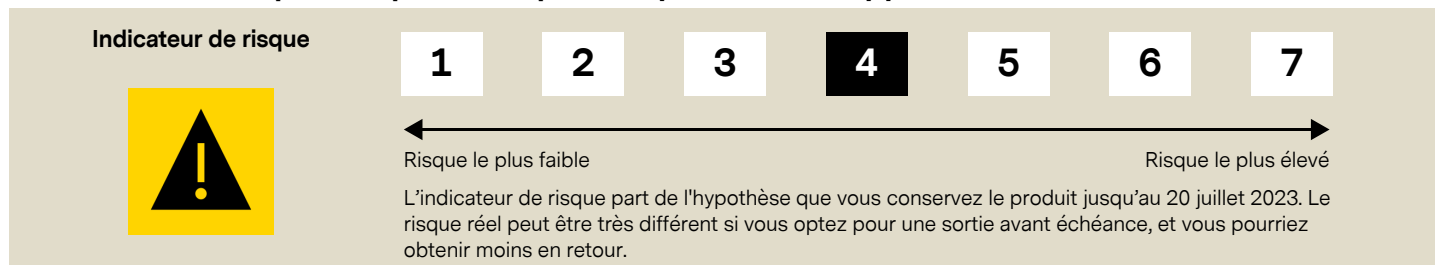 Indicateur de risque
1 2 3 4 5 6 7
Risque le plus faible Risque le plus élevé
L’indicateur de risque part de l'hypothèse que vous conservez le produit jusqu’au 20 juillet 2023. Le
risque réel peut être très différent si vous optez pour une sortie avant échéance, et vous pourriez
obtenir moins en retour.